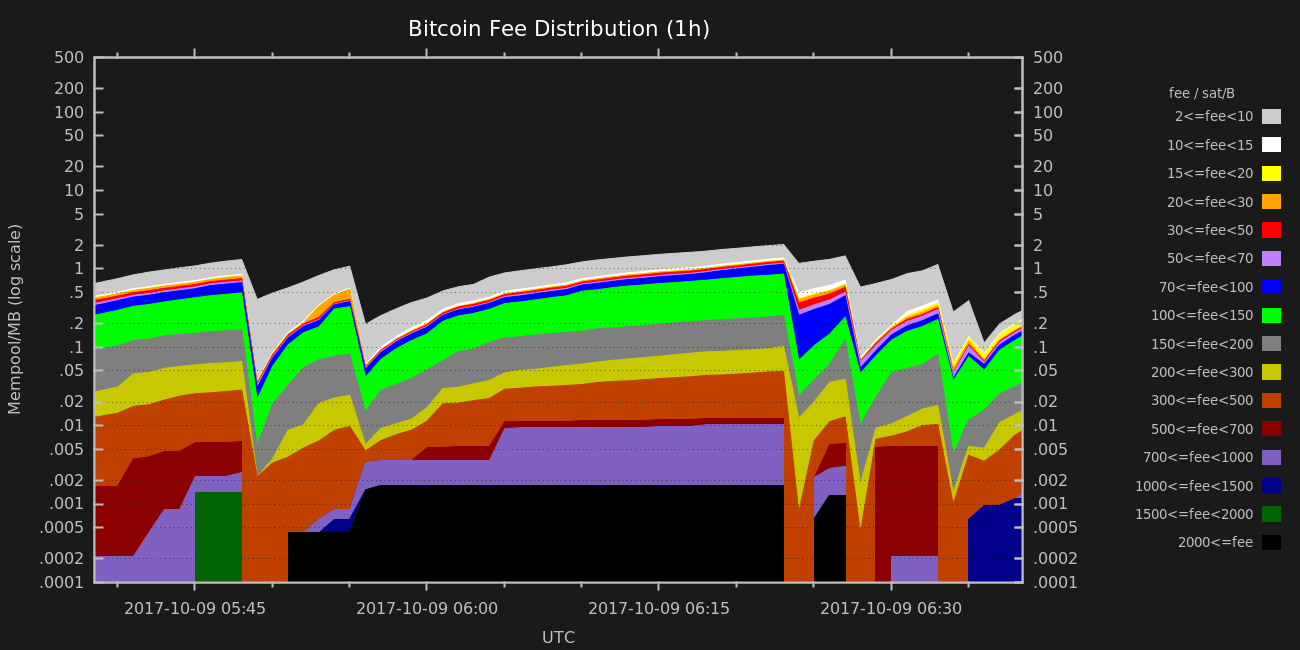 Bitcoin Fee Distribution (1h)
500 500
200 200
100 100
50 50
20 20
10 10
5 5
2 2
1 1
.5 .5
.2 .2
.1 .1
.05 .05
.02 .02
.01 .01
.005 .005
.002 .002
.001 .001
.0005 .0005
.0002 .0002
.0001 .0001
Mempool/MB (log scale)
2017-10-09 05:45 2017-10-09 06:00 2017-10-09 06:15 2017-10-09 06:30
UTC
fee / sat/B
2<=fee<10
10<=fee<15
15<=fee<20
20<=fee<30
30<=fee<50
50<=fee<70
70<=fee<100
100<=fee<150
150<=fee<200
200<=fee<300
300<=fee<500
500<=fee<700
700<=fee<1000
1000<=fee<1500
1500<=fee<2000
2000<=fee